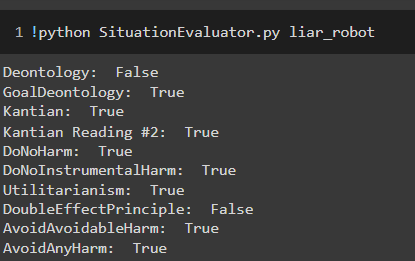 1 !python SituationEvaluator.py liar_robot
Deontology:  False
GoalDeontology:  True
Kantian:  True
Kantian Reading #2:  True
DoNoHarm:  True
DoNoInstrumentalHarm:  True
Utilitarianism:  True
DoubleEffectPrinciple:  False
AvoidAvoidableHarm:  True
AvoidAnyHarm:  True